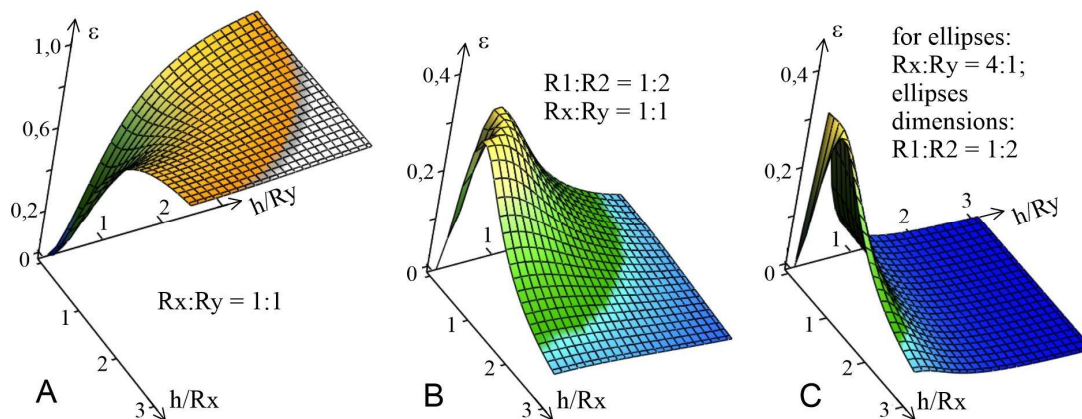 ε
1,0
0,6
0,2
0
1
2
h/Ry
1
2
3
h/Rx
Rx:Ry = 1:1
A
ε
0,4
0,2
0
1
R1:R2 = 1:2
Rx:Ry = 1:1
1
2
3
h/Rx
B
ε
0,4
0,2
0
1
2
3
h/Ry
for ellipses:
Rx:Ry = 4:1;
ellipses
dimensions:
R1:R2 = 1:2
1
2
3
h/Rx
C